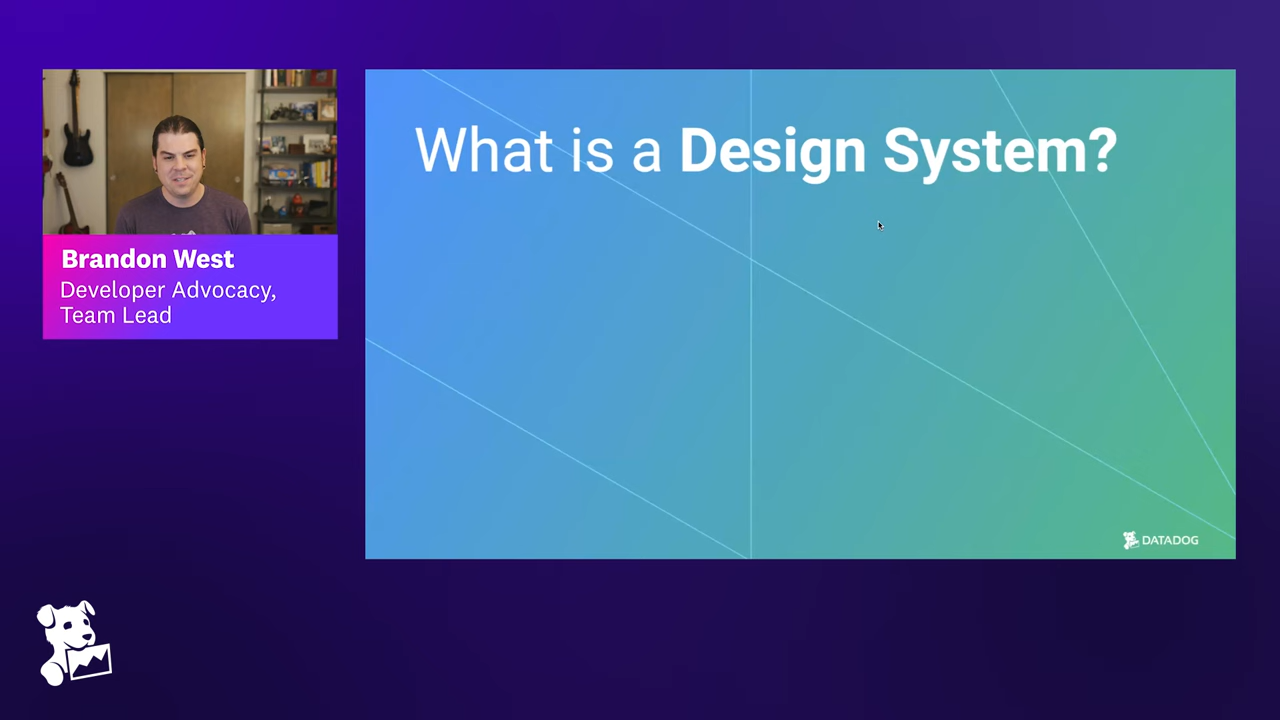 What is a Design System?
Brandon West
Developer Advocacy,
Team Lead
DATADOG